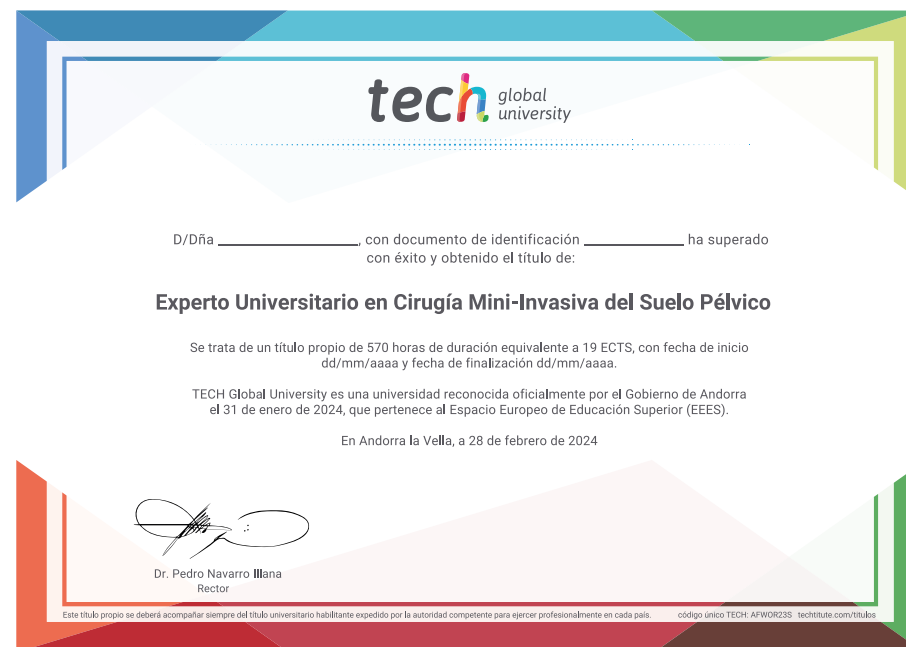 tech global university
D/Dña ____________________, con documento de identificación ______________ ha superado
con éxito y obtenido el título de:
Experto Universitario en Cirugía Mini-Invasiva del Suelo Pélvico
Se trata de un título propio de 570 horas de duración equivalente a 19 ECTS, con fecha de inicio
dd/mm/aaaa y fecha de finalización dd/mm/aaaa.
TECH Global University es una universidad reconocida oficialmente por el Gobierno de Andorra
el 31 de enero de 2024, que pertenece al Espacio Europeo de Educación Superior (EEES).
En Andorra la Vella, a 28 de febrero de 2024
Dr. Pedro Navarro Illana
Rector
Este título propio se deberá acompañar siempre del título universitario habilitante expedido por la autoridad competente para ejercer profesionalmente en cada país. código único TECH: AFWOR23S techtitute.com/titulos